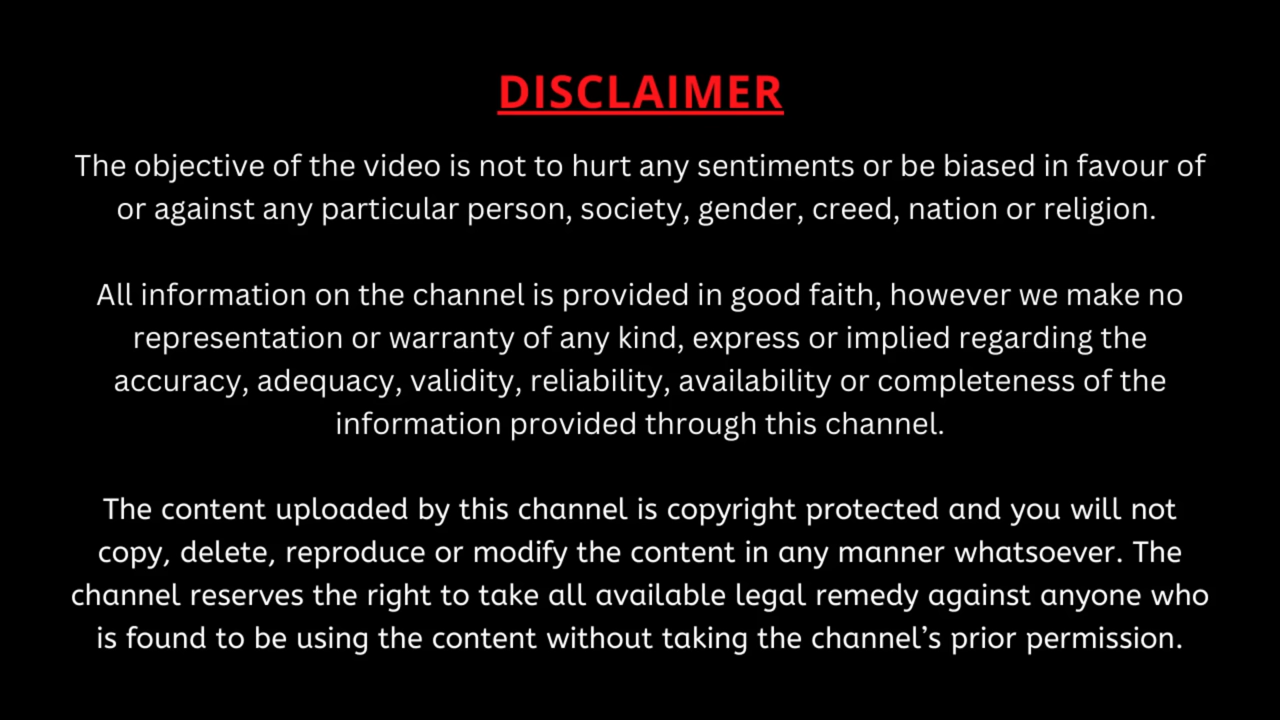 DISCLAIMER
The objective of the video is not to hurt any sentiments or be biased in favour of
or against any particular person, society, gender, creed, nation or religion.
All information on the channel is provided in good faith, however we make no
representation or warranty of any kind, express or implied regarding the
accuracy, adequacy, validity, reliability, availability or completeness of the
information provided through this channel.
The content uploaded by this channel is copyright protected and you will not
copy, delete, reproduce or modify the content in any manner whatsoever. The
channel reserves the right to take all available legal remedy against anyone who
is found to be using the content without taking the channel’s prior permission.